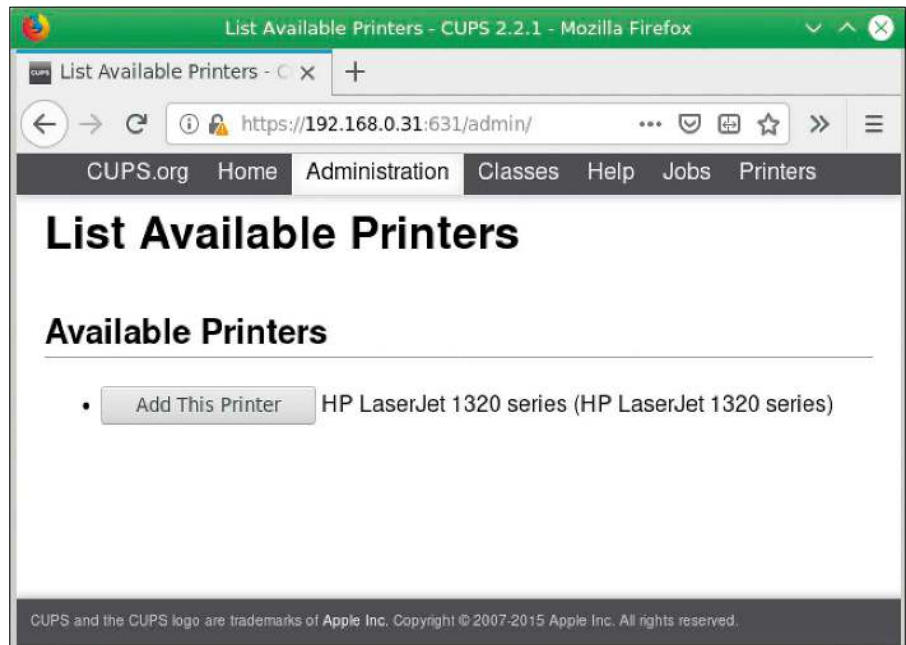 List Available Printers - CUPS 2.2.1 - Mozilla Firefox
CUPS List Available Printers - C
https://192.168.0.31:631/admin/
CUPS.org Home Administration Classes Help Jobs Printers
List Available Printers
Available Printers
• Add This Printer HP LaserJet 1320 series (HP LaserJet 1320 series)
CUPS and the CUPS logo are trademarks of Apple Inc. Copyright © 2007-2015 Apple Inc. All rights reserved.